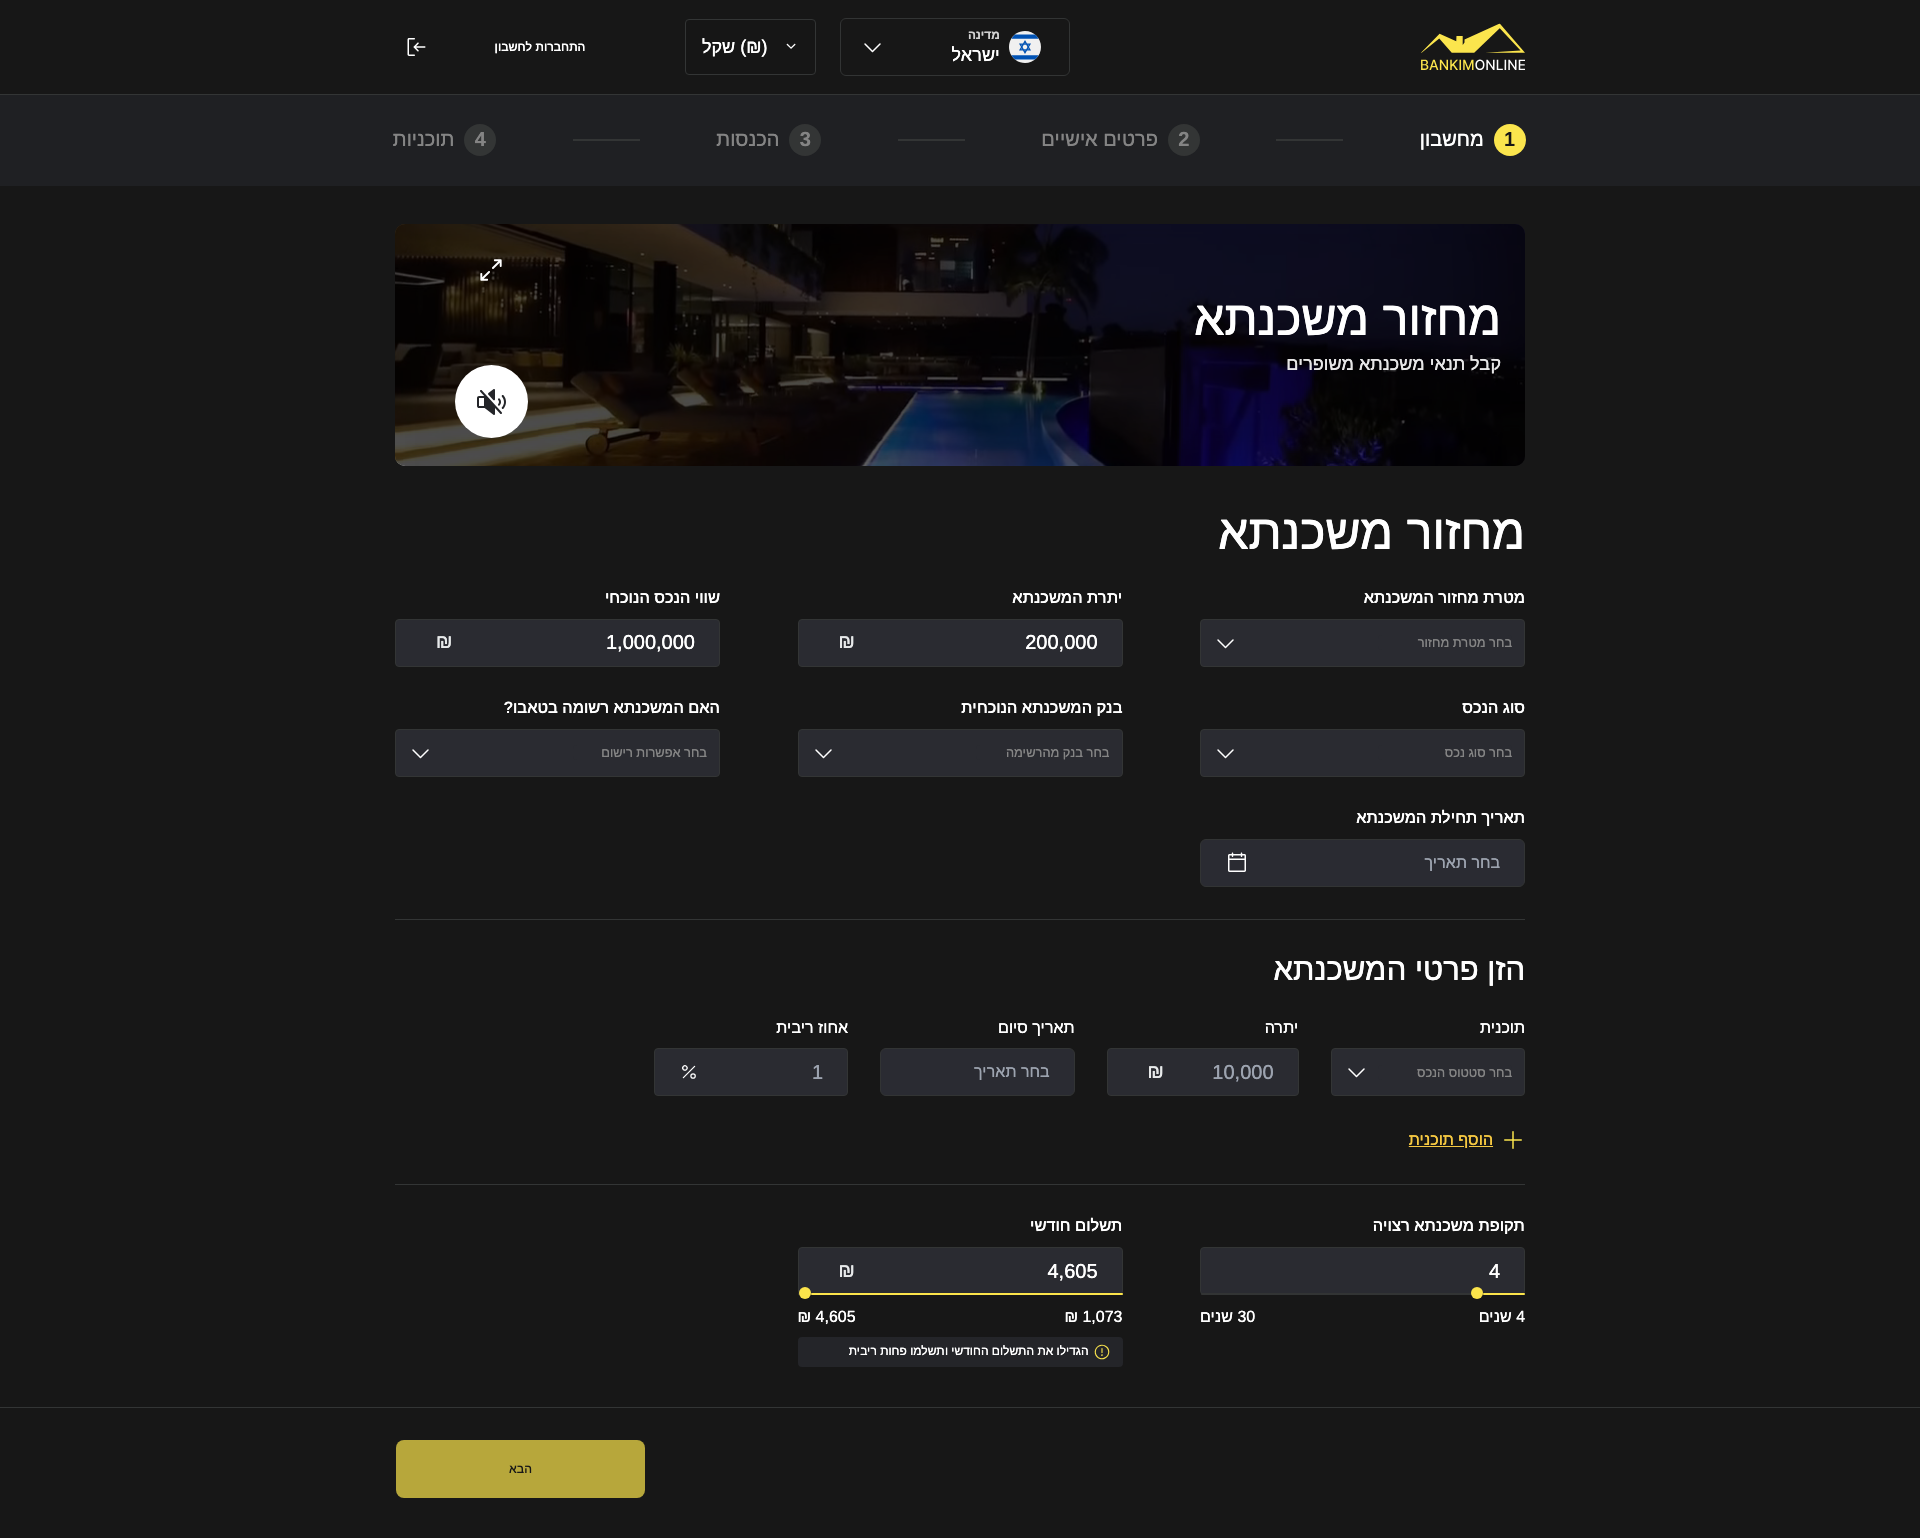 BANKIMONLINE
מדינה
ישראל
שקל (₪)
התחברות לחשבון
1 מחשבון
2 פרטים אישיים
3 הכנסות
4 תוכניות
מחזור משכנתא
קבל תנאי משכנתא משופרים
מחזור משכנתא
מטרת מחזור המשכנתא
בחר מטרת מחזור
יתרת המשכנתא
200,000 ₪
שווי הנכס הנוכחי
1,000,000 ₪
סוג הנכס
בחר סוג נכס
בנק המשכנתא הנוכחית
בחר בנק מהרשימה
האם המשכנתא רשומה בטאבו?
בחר אפשרות רישום
תאריך תחילת המשכנתא
בחר תאריך
הזן פרטי המשכנתא
תוכנית
בחר סטטוס הנכס
יתרה
10,000 ₪
תאריך סיום
בחר תאריך
אחוז ריבית
1 %
הוסף תוכנית
תקופת משכנתא רצויה
4
4 שנים
30 שנים
תשלום חודשי
4,605 ₪
1,073 ₪
4,605 ₪
הגדילו את התשלום החודשי ותשלמו פחות ריבית
הבא